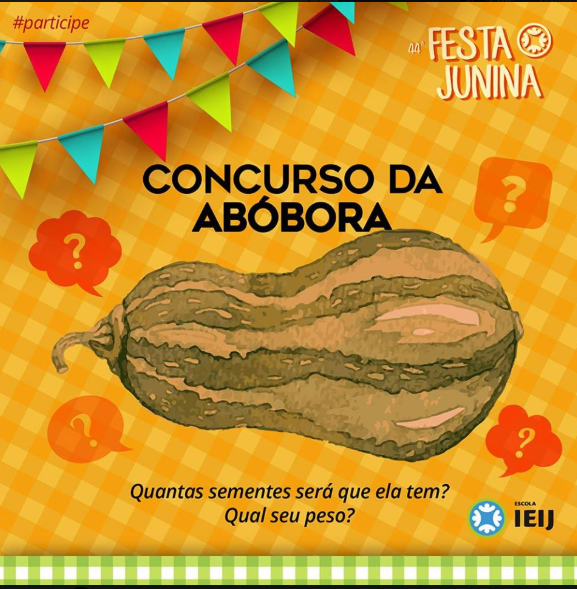 #participe
44ª FESTA
JUNINA
CONCURSO DA
ABÓBORA
?
?
?
?
Quantas sementes será que ela tem?
Qual seu peso?
ESCOLA
IEIJ